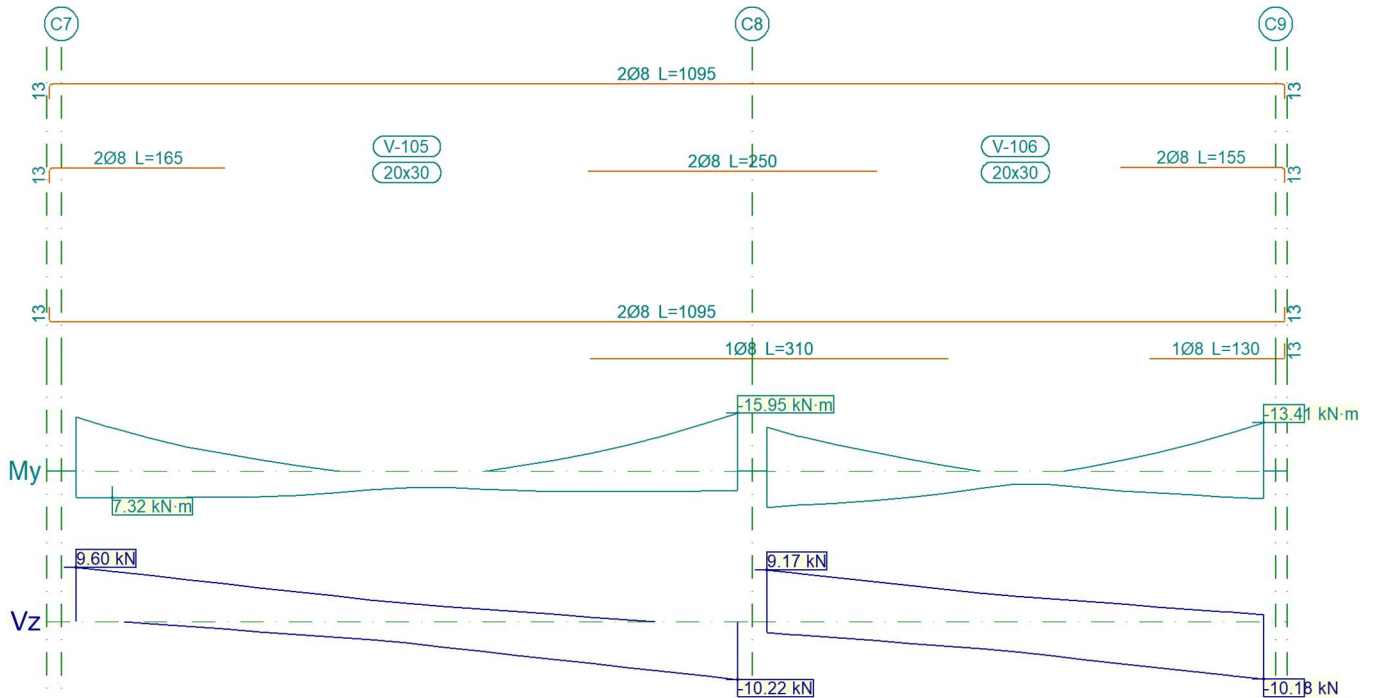 C7 C8 C9
2Ø8 L=1095
13 13
V-105 V-106
2Ø8 L=165 2Ø8 L=250 2Ø8 L=155
20x30 20x30
13 13
2Ø8 L=1095
13 13
1Ø8 L=310 1Ø8 L=130
13
-15.95 kN·m
-13.41 kN·m
My
7.32 kN·m
9.60 kN 9.17 kN
Vz
-10.22 kN -10.18 kN